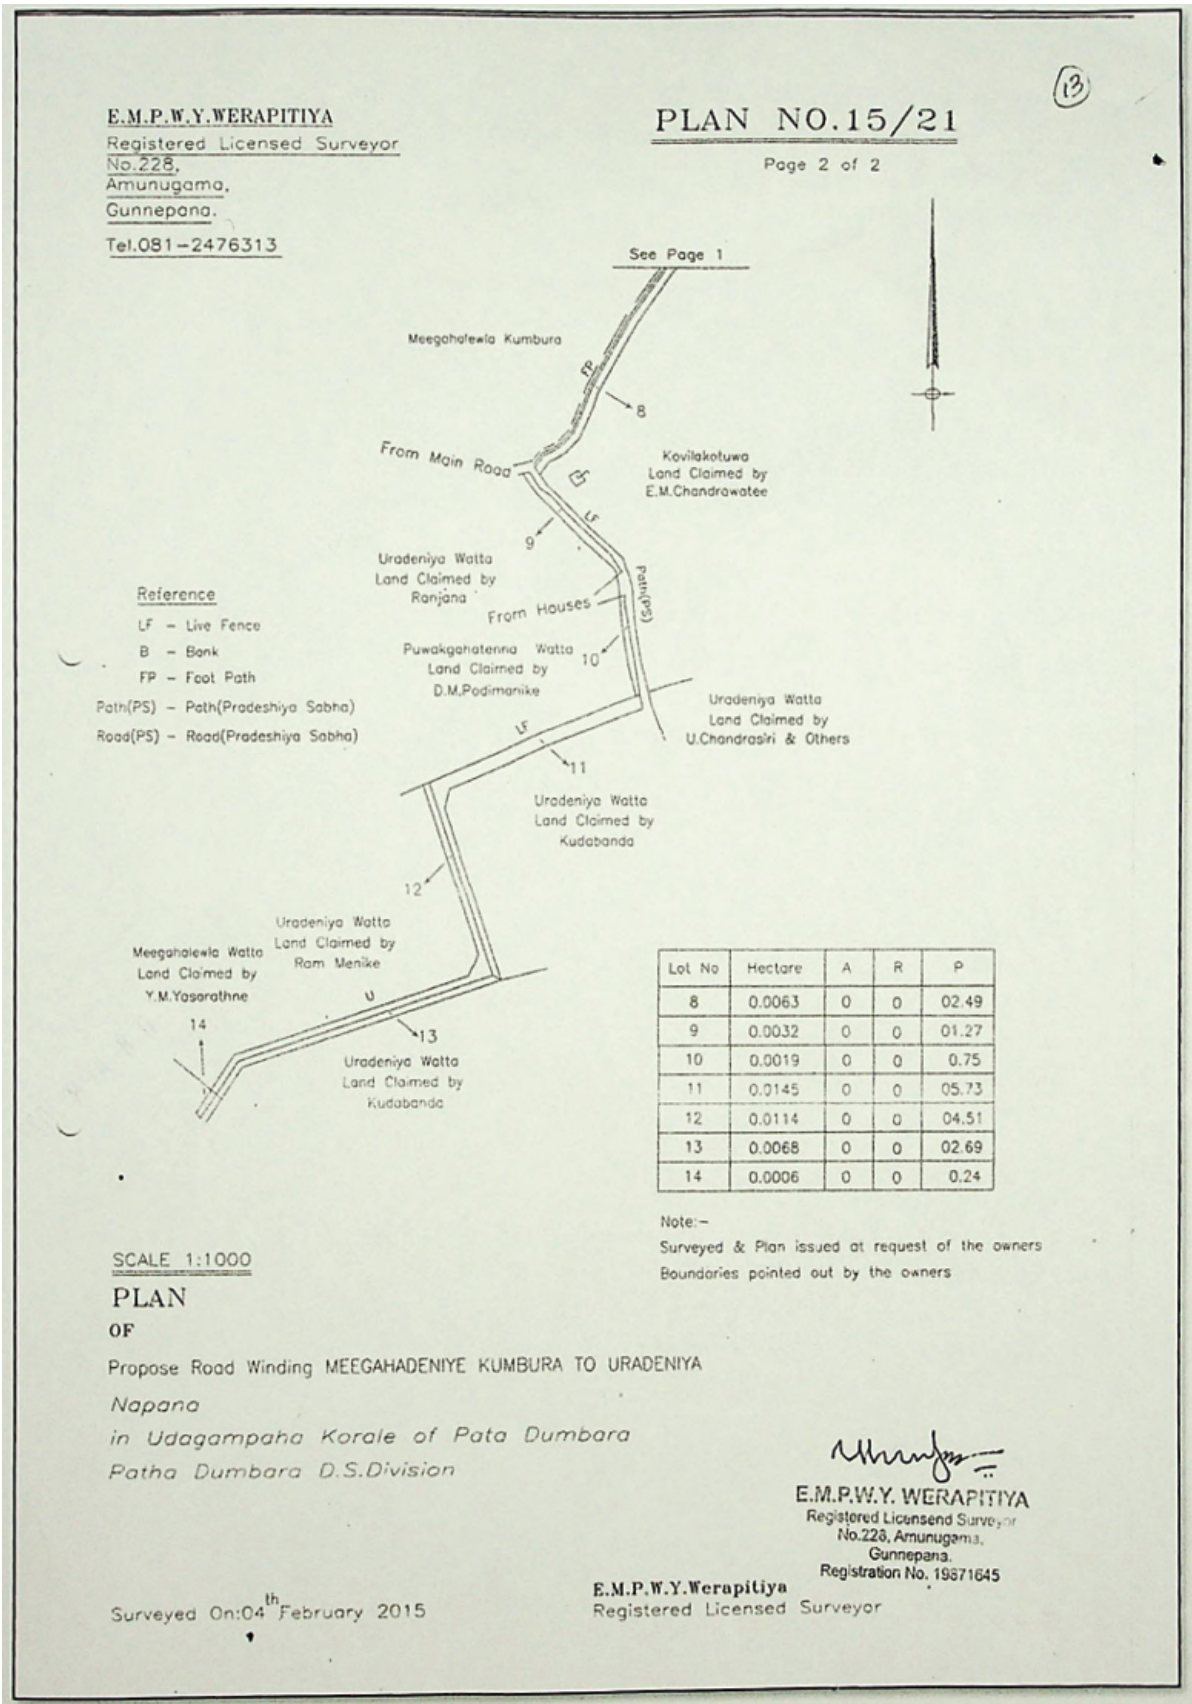 13
E.M.P.W.Y.WERAPITIYA
Registered Licensed Surveyor
No.228,
Amunugama,
Gunnepana.
Tel.081-2476313
PLAN NO.15/21
Page 2 of 2
See Page 1
Meegahalewla Kumbura
FP
8
From Main Road
Kovilakotuwa
Land Claimed by
E.M.Chandrawatee
LF
9
Uradeniya Watta
Land Claimed by
Ranjana
Path(PS)
From Houses
Reference
LF - Live Fence
B - Bank
FP - Foot Path
Path(PS) - Path(Pradeshiya Sabha)
Road(PS) - Road(Pradeshiya Sabha)
Puwakgahatenna Watta
Land Claimed by
D.M.Podimanike
10
Uradeniya Watta
Land Claimed by
U.Chandrasiri & Others
LF
11
Uradeniya Watta
Land Claimed by
Kudabanda
12
Uradeniya Watta
Land Claimed by
Ram Menike
Meegahalewla Watta
Land Claimed by
Y.M.Yasarathne
14
13
Uradeniya Watta
Land Claimed by
Kudabanda
Lot No Hectare A R P
8 0.0063 0 0 02.49
9 0.0032 0 0 01.27
10 0.0019 0 0 0.75
11 0.0145 0 0 05.73
12 0.0114 0 0 04.51
13 0.0068 0 0 02.69
14 0.0006 0 0 0.24
Note:-
Surveyed & Plan issued at request of the owners
Boundaries pointed out by the owners
SCALE 1:1000
PLAN
OF
Propose Road Winding MEEGAHADENIYE KUMBURA TO URADENIYA
Napana
in Udagampaha Korale of Pata Dumbara
Patha Dumbara D.S.Division
E.M.P.W.Y. WERAPITIYA
Registered Licensend Surveyor
No.228, Amunugama,
Gunnepana.
Registration No. 19871645
E.M.P.W.Y.Werapitiya
Registered Licensed Surveyor
Surveyed On:04th February 2015